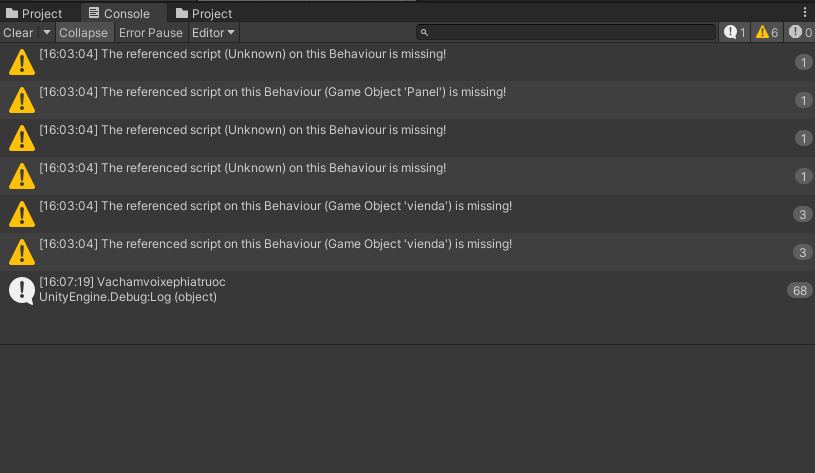 Project
Console
Project
Clear
Collapse
Error Pause
Editor
1
6
0
[16:03:04] The referenced script (Unknown) on this Behaviour is missing!
1
[16:03:04] The referenced script on this Behaviour (Game Object 'Panel') is missing!
1
[16:03:04] The referenced script (Unknown) on this Behaviour is missing!
1
[16:03:04] The referenced script (Unknown) on this Behaviour is missing!
1
[16:03:04] The referenced script on this Behaviour (Game Object 'vienda') is missing!
3
[16:03:04] The referenced script on this Behaviour (Game Object 'vienda') is missing!
3
[16:07:19] Vachamvoixephiatruoc
UnityEngine.Debug:Log (object)
68